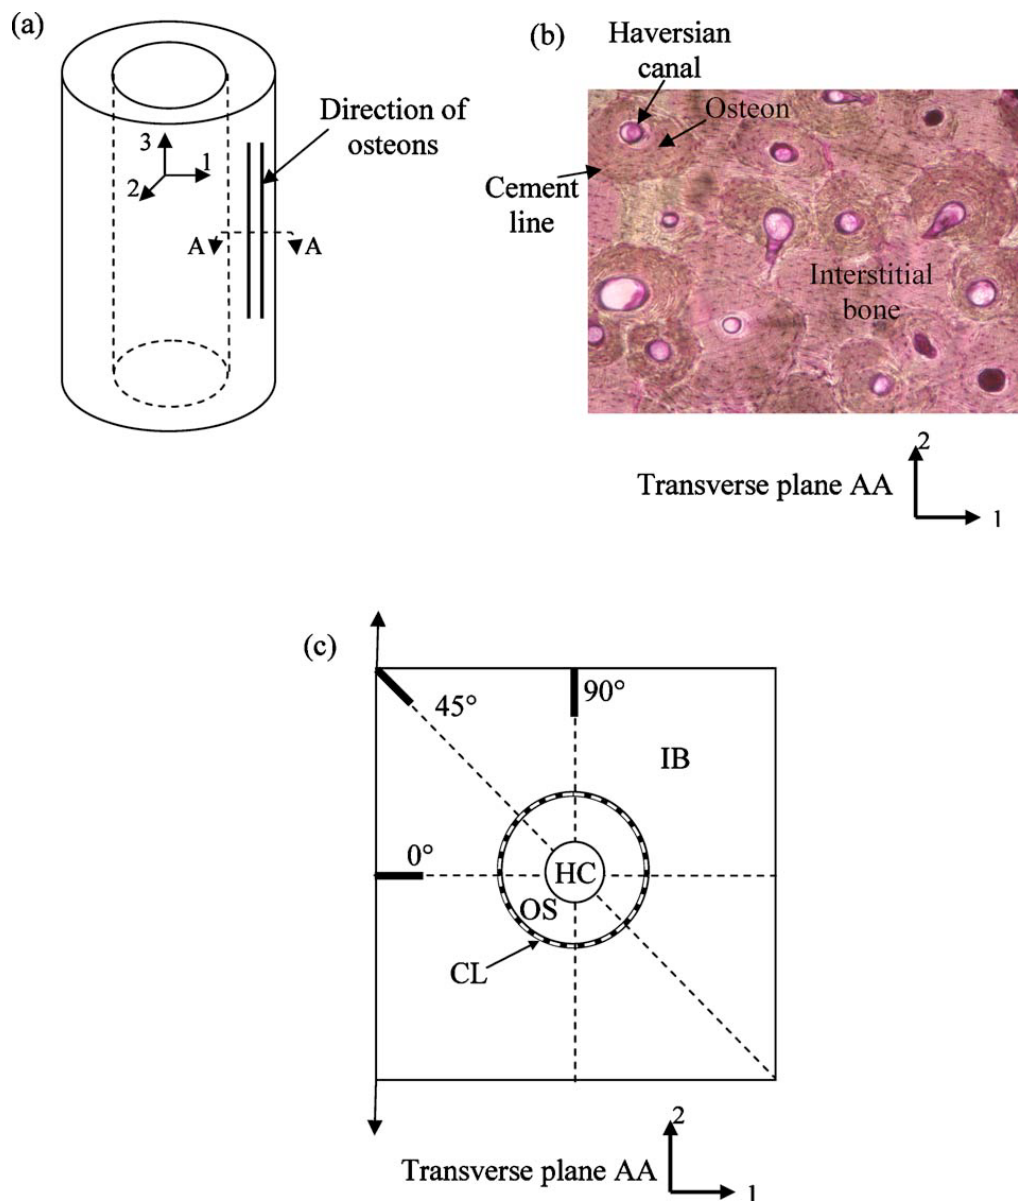 (a)
3
1
2
Direction of
osteons
A
A
(b)
Haversian
canal
Osteon
Cement
line
Interstitial
bone
2
Transverse plane AA
1
(c)
45°
90°
IB
0°
HC
OS
CL
2
Transverse plane AA
1